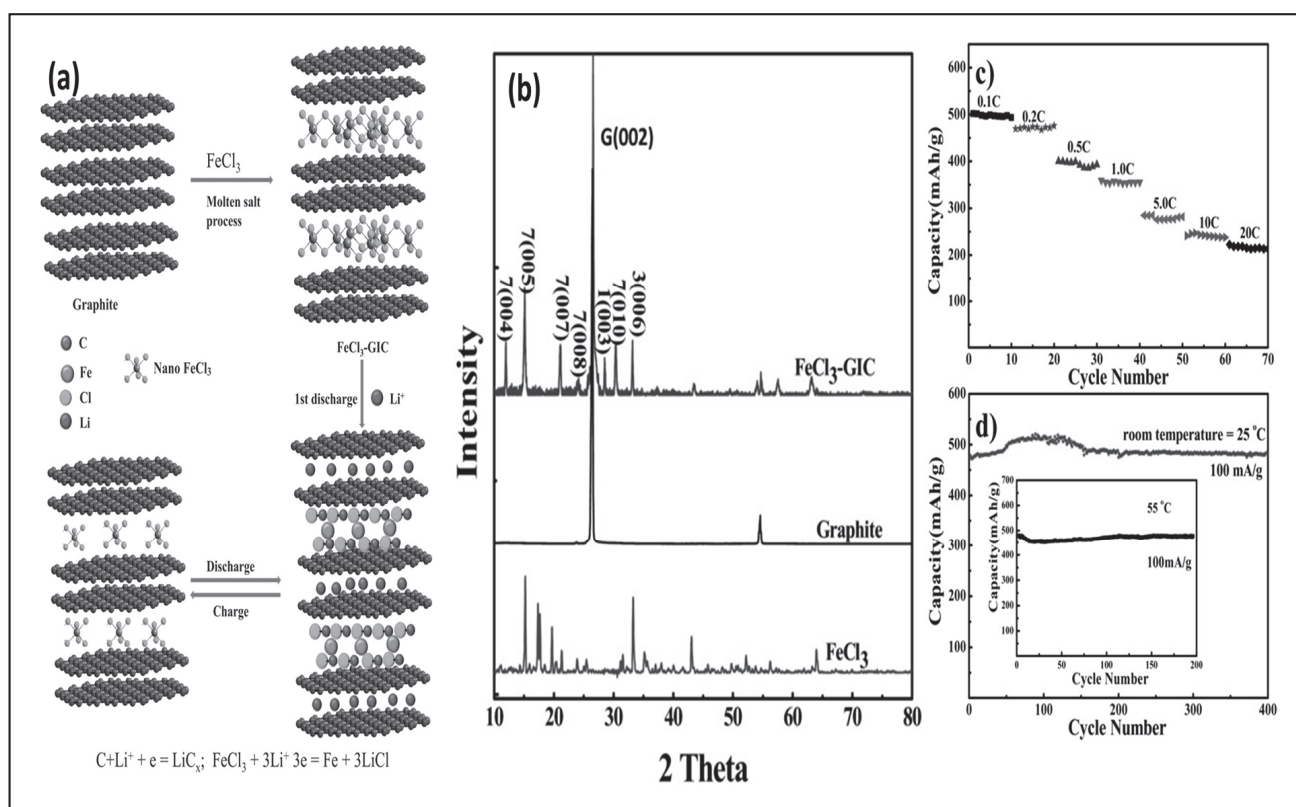 (a)
FeCl3
Molten salt
process
Graphite
C
Fe
Cl
Li
Nano FeCl3
FeCl3-GIC
1st discharge
Li+
Discharge
Charge
C+Li+ + e = LiCx; FeCl3 + 3Li+ 3e = Fe + 3LiCl
(b)
G(002)
7(004)
7(005)
7(007)
7(008)
1(003)
7(010)
3(006)
FeCl3-GIC
Graphite
FeCl3
Intensity
10 20 30 40 50 60 70 80
2 Theta
c)
600
500
400
300
200
100
0.1C
0.2C
0.5C
1.0C
5.0C
10C
20C
Capacity(mAh/g)
0 10 20 30 40 50 60 70
Cycle Number
d)
600
500
400
300
200
100
0
room temperature = 25 °C
100 mA/g
Capacity(mAh/g)
700
600
500
400
300
200
100
55 °C
100mA/g
Capacity(mAh/g)
0 50 100 150 200
Cycle Number
0 100 200 300 400
Cycle Number